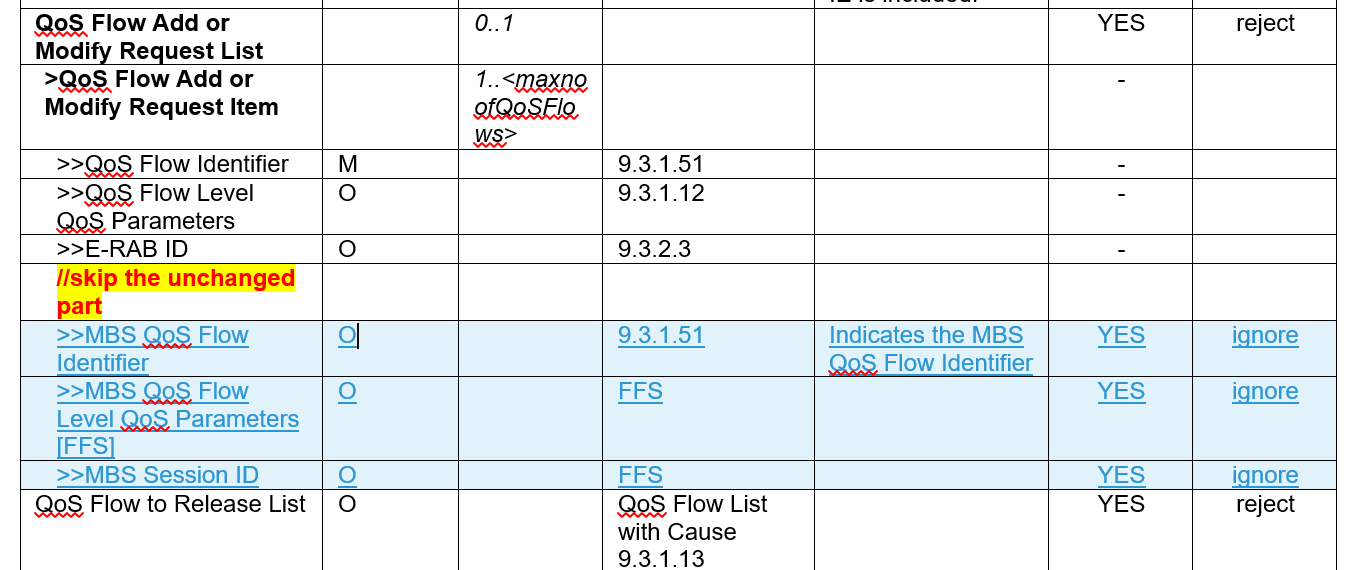 QoS Flow Add or
Modify Request List
0..1
YES
reject
>QoS Flow Add or
Modify Request Item
1..<maxno
ofQoSFlo
ws>
-
>>QoS Flow Identifier
M
9.3.1.51
-
>>QoS Flow Level
QoS Parameters
O
9.3.1.12
-
>>E-RAB ID
O
9.3.2.3
-
//skip the unchanged
part
>>MBS QoS Flow
Identifier
O
9.3.1.51
Indicates the MBS
QoS Flow Identifier
YES
ignore
>>MBS QoS Flow
Level QoS Parameters
[FFS]
O
FFS
YES
ignore
>>MBS Session ID
O
FFS
YES
ignore
QoS Flow to Release List
O
QoS Flow List
with Cause
9.3.1.13
YES
reject